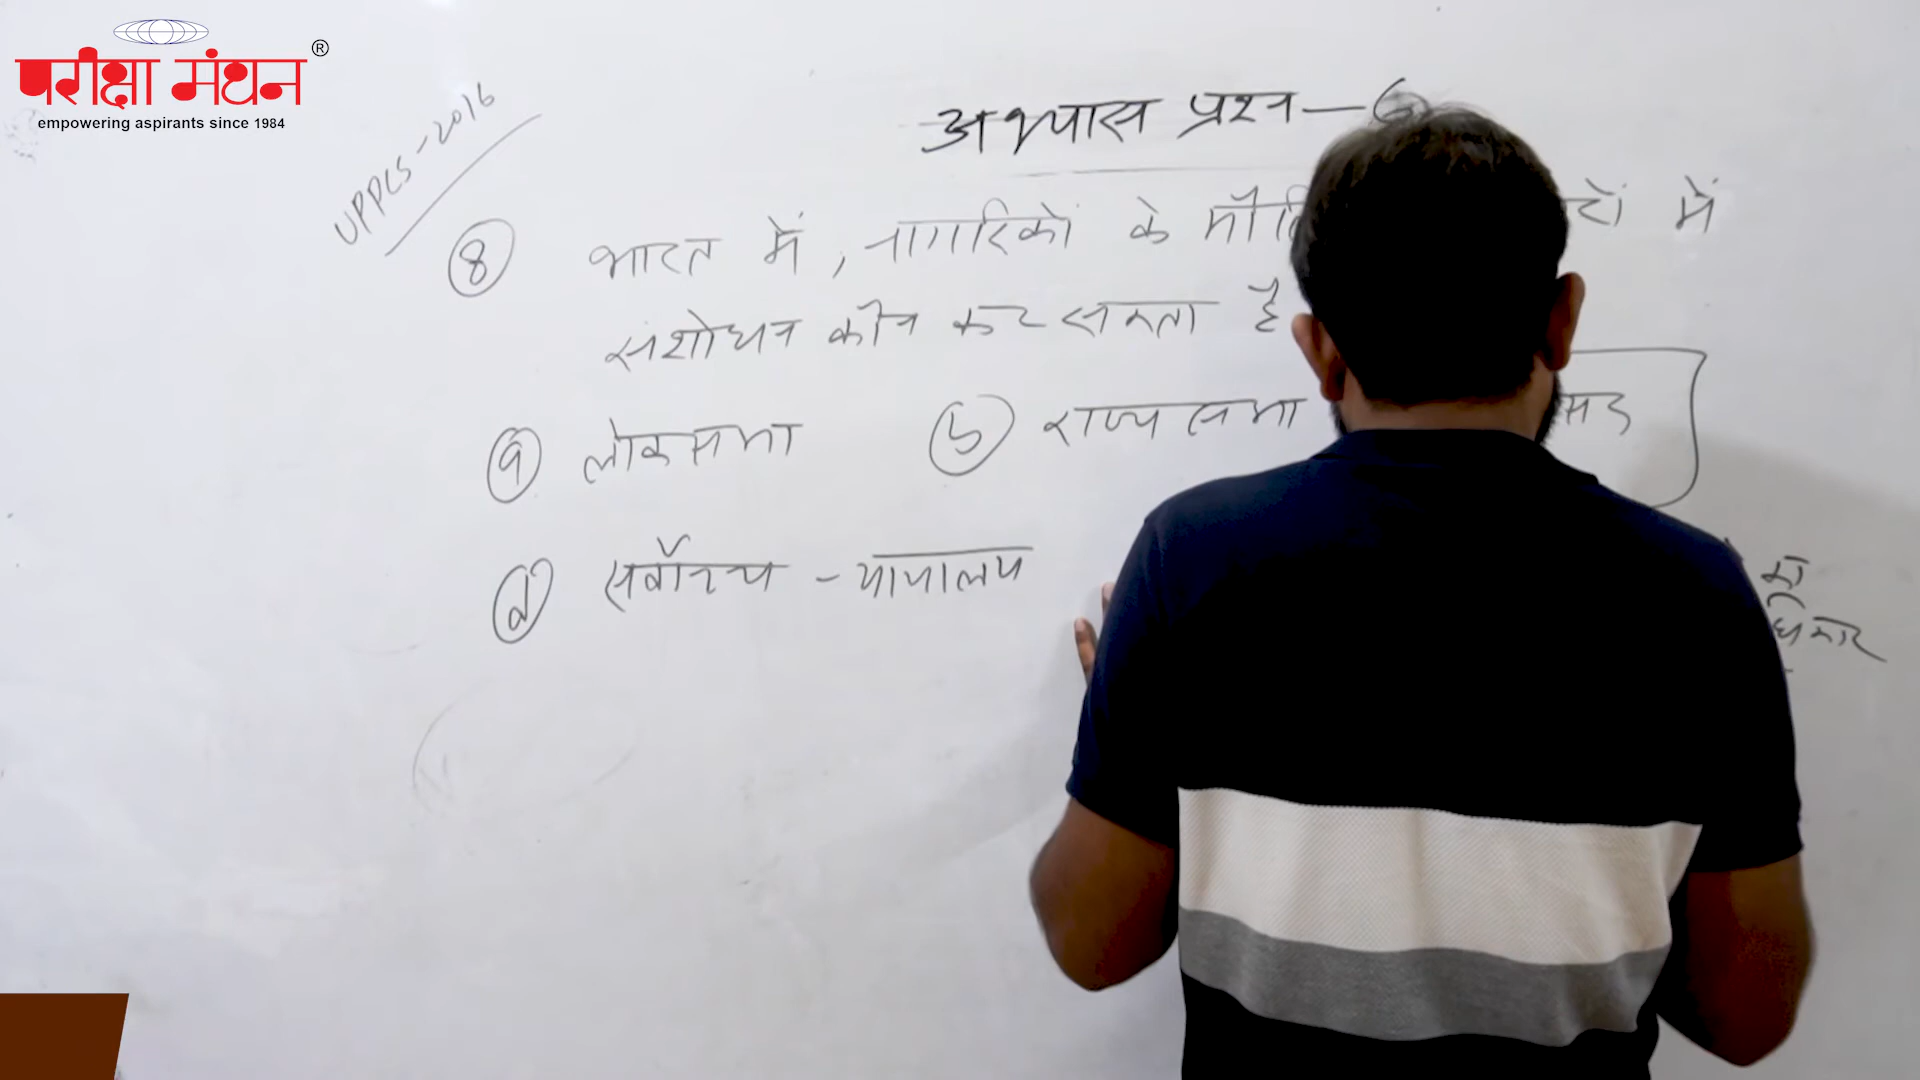 परीक्षा मंथन ®
empowering aspirants since 1984
UPPCS-2016
अभ्यास प्रश्न-
8 भारत में, नागरिकों के में
संशोधन कौन कर सकता है
a लोकसभा b राज्य सभा
d सर्वोच्च न्यायालय